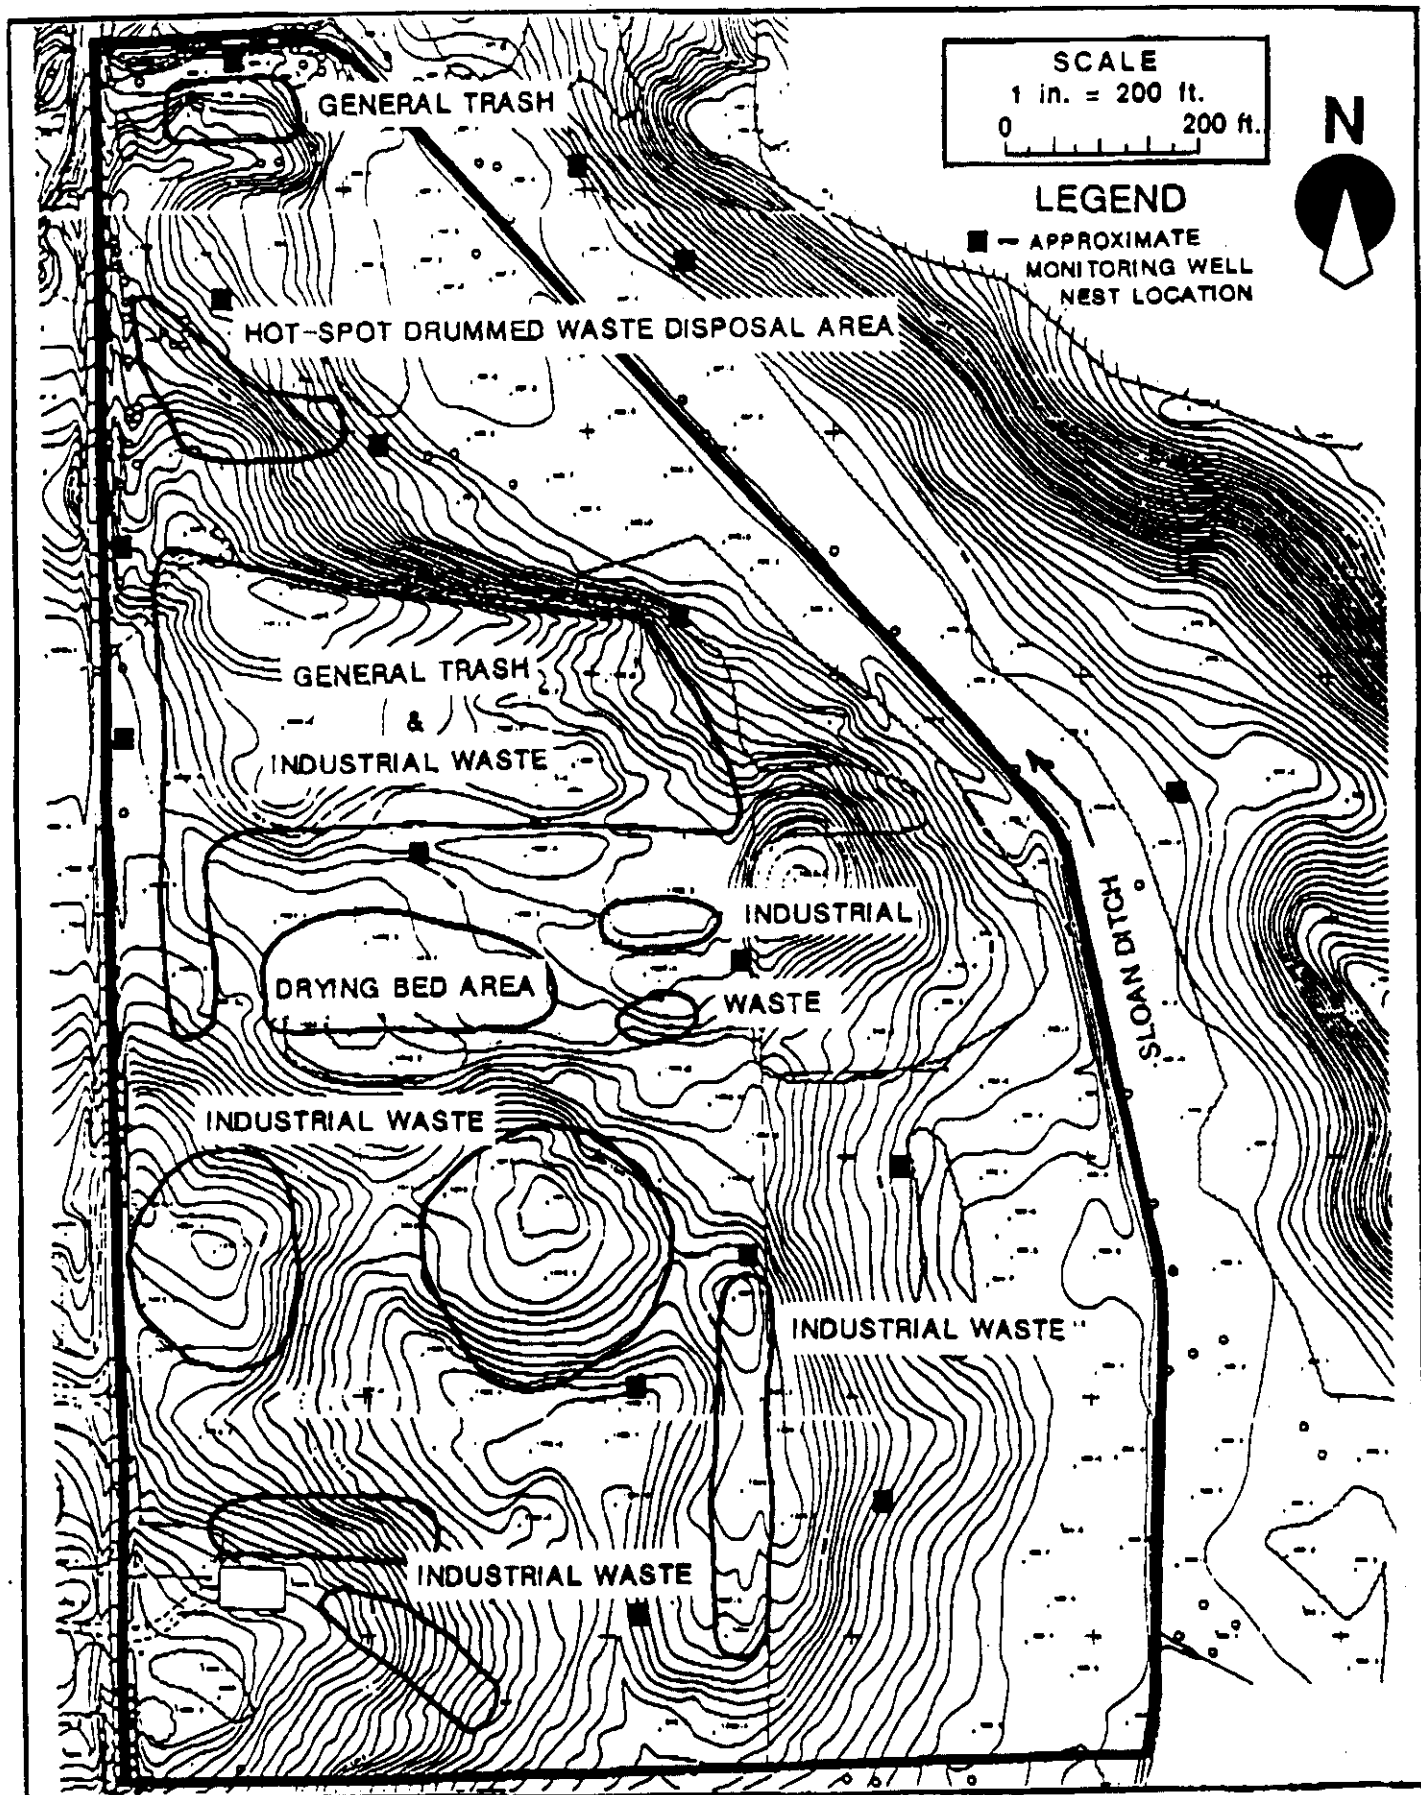 SCALE
1 in. = 200 ft.
0 200 ft.
N
LEGEND
■ - APPROXIMATE
MONITORING WELL
NEST LOCATION
GENERAL TRASH
HOT-SPOT DRUMMED WASTE DISPOSAL AREA
GENERAL TRASH
&
INDUSTRIAL WASTE
INDUSTRIAL
DRYING BED AREA
WASTE
SLOAN DITCH
INDUSTRIAL WASTE
INDUSTRIAL WASTE
INDUSTRIAL WASTE